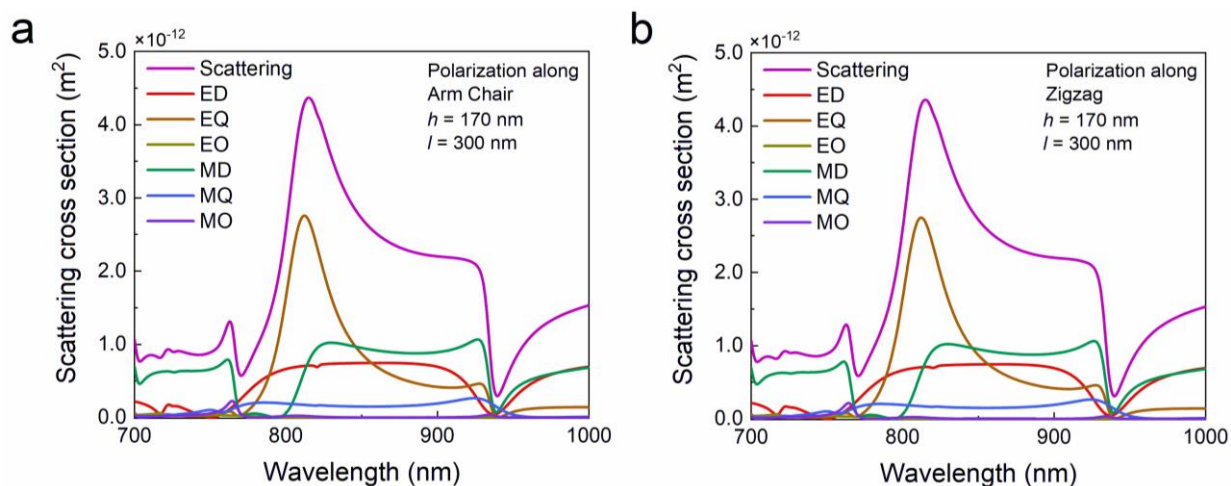 a
×10⁻¹²
5.0
4.0
3.0
2.0
1.0
0.0
Scattering cross section (m²)
Scattering
ED
EQ
EO
MD
MQ
MO
Polarization along
Arm Chair
h = 170 nm
l = 300 nm
700
800
900
1000
Wavelength (nm)
b
×10⁻¹²
5.0
4.0
3.0
2.0
1.0
0.0
Scattering cross section (m²)
Scattering
ED
EQ
EO
MD
MQ
MO
Polarization along
Zigzag
h = 170 nm
l = 300 nm
700
800
900
1000
Wavelength (nm)